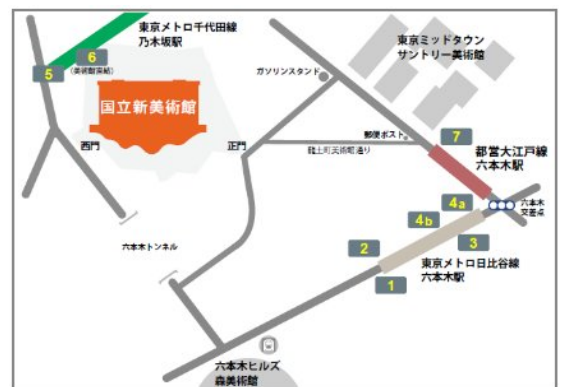 東京メトロ千代田線
乃木坂駅
6
(美術館直結)
5
国立新美術館
西門
正門
ガソリンスタンド
東京ミッドタウン
サントリー美術館
郵便ポスト
龍土町美術館通り
7
都営大江戸線
六本木駅
4a
六本木
交差点
4b
3
2
1
東京メトロ日比谷線
六本木駅
六本木トンネル
六本木ヒルズ
森美術館